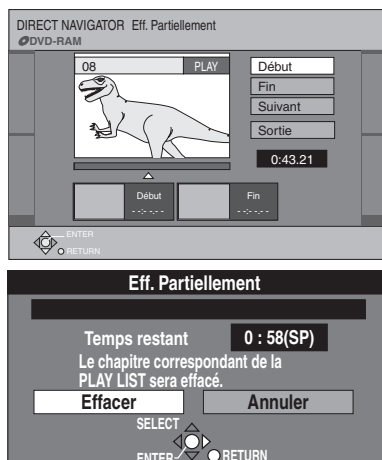 DIRECT NAVIGATOR Eff. Partiellement
DVD-RAM
08 PLAY
Début
Fin
Suivant
Sortie
0:43.21
Début
--:--.--
Fin
--:--.--
ENTER
RETURN
Eff. Partiellement
Temps restant 0 : 58(SP)
Le chapitre correspondant de la
PLAY LIST sera effacé.
Effacer Annuler
SELECT
ENTER RETURN